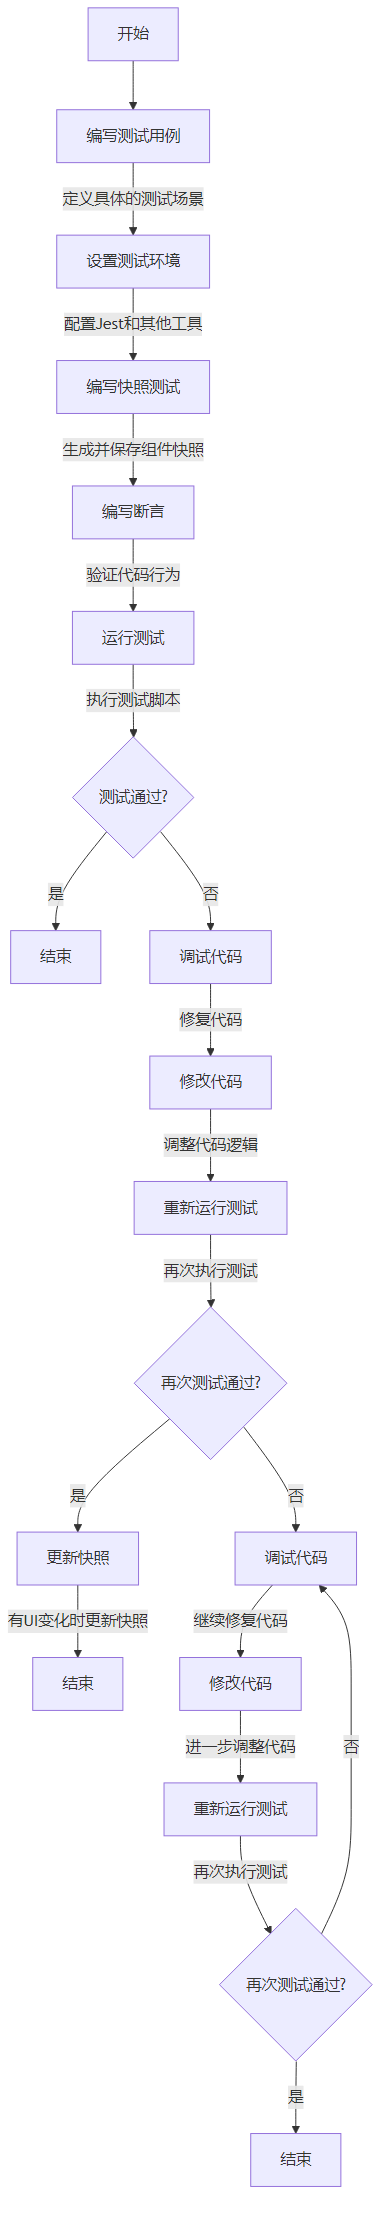 开始
编写测试用例
定义具体的测试场景
设置测试环境
配置Jest和其他工具
编写快照测试
生成并保存组件快照
编写断言
验证代码行为
运行测试
执行测试脚本
测试通过?
是
否
结束
调试代码
修复代码
修改代码
调整代码逻辑
重新运行测试
再次执行测试
再次测试通过?
是
否
更新快照
调试代码
有UI变化时更新快照
继续修复代码
结束
修改代码
进一步调整代码
否
重新运行测试
再次执行测试
再次测试通过?
是
结束